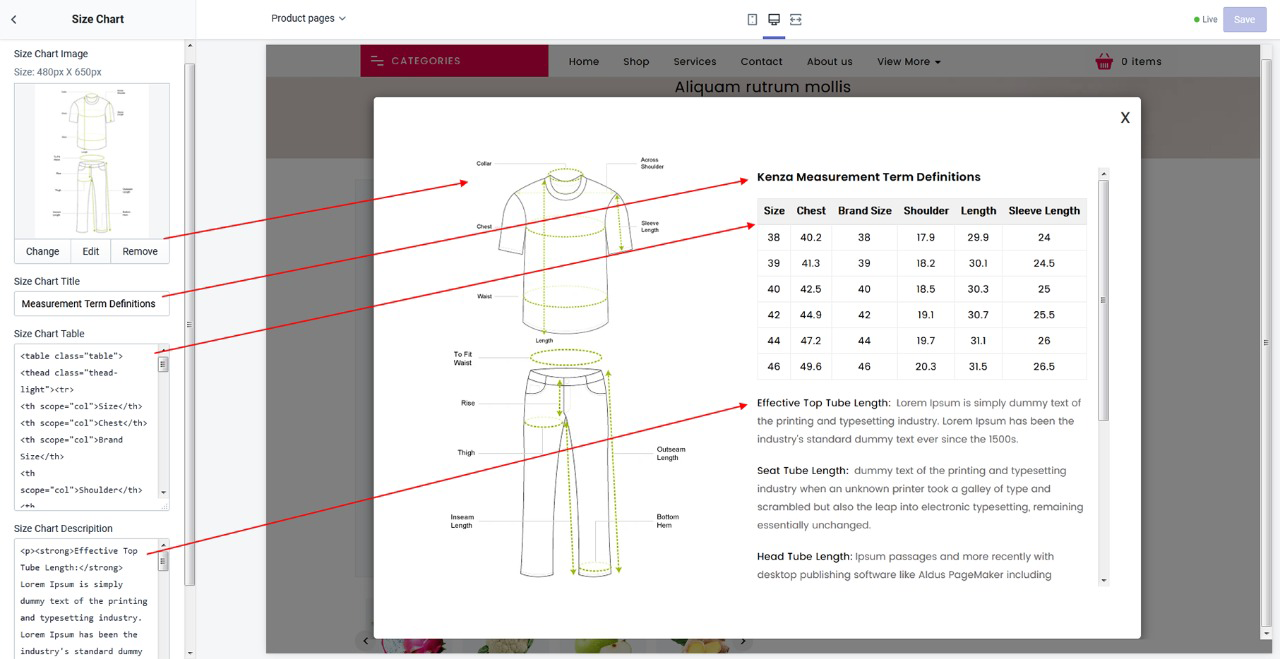 Size Chart
Product pages
Live
Save
Size Chart Image
Size: 480px X 650px
Change Edit Remove
Size Chart Title
Measurement Term Definitions
Size Chart Table
<table class="table">
<thead class="thead-
light"><tr>
<th scope="col">Size</th>
<th scope="col">Chest</th>
<th scope="col">Brand
Size</th>
<th
scope="col">Shoulder</th>
<th
Size Chart Descripition
<p><strong>Effective Top
Tube Length:</strong>
Lorem Ipsum is simply
dummy text of the printing
and typesetting industry.
Lorem Ipsum has been the
industry's standard dummy
CATEGORIES
Home Shop Services Contact About us View More
0 items
Aliquam rutrum mollis
X
Collar
Across
Shoulder
Chest
Sleeve
Length
Waist
Length
To Fit
Waist
Rise
Thigh
Outseam
Length
Inseam
Length
Bottom
Hem
Kenza Measurement Term Definitions
Size Chest Brand Size Shoulder Length Sleeve Length
38 40.2 38 17.9 29.9 24
39 41.3 39 18.2 30.1 24.5
40 42.5 40 18.5 30.3 25
42 44.9 42 19.1 30.7 25.5
44 47.2 44 19.7 31.1 26
46 49.6 46 20.3 31.5 26.5
Effective Top Tube Length: Lorem Ipsum is simply dummy text of
the printing and typesetting industry. Lorem Ipsum has been the
industry's standard dummy text ever since the 1500s.
Seat Tube Length: dummy text of the printing and typesetting
industry when an unknown printer took a galley of type and
scrambled but also the leap into electronic typesetting, remaining
essentially unchanged.
Head Tube Length: Ipsum passages and more recently with
desktop publishing software like Aldus PageMaker including